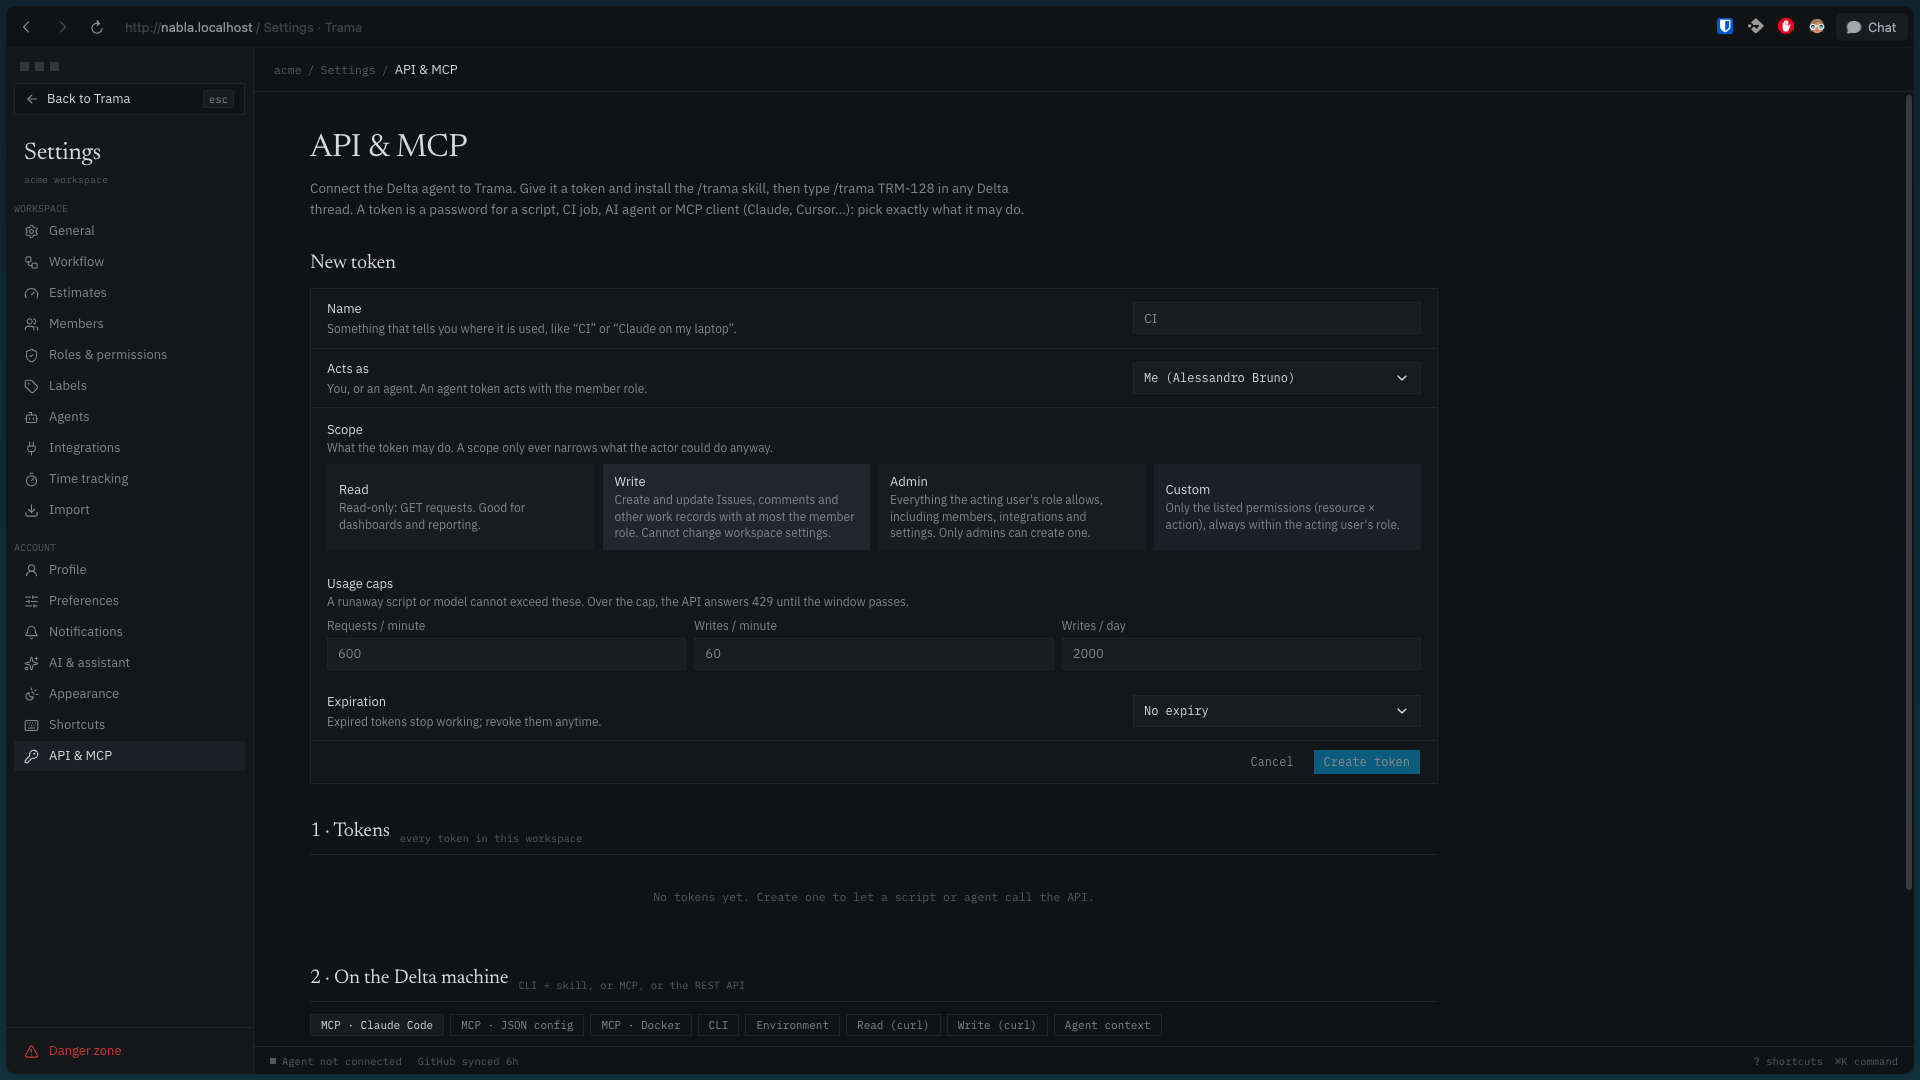 http://nabla.localhost / Settings · Trama
Chat
Back to Trama
esc
Settings
acme workspace
WORKSPACE
General
Workflow
Estimates
Members
Roles & permissions
Labels
Agents
Integrations
Time tracking
Import
ACCOUNT
Profile
Preferences
Notifications
AI & assistant
Appearance
Shortcuts
API & MCP
Danger zone
acme / Settings / API & MCP
API & MCP
Connect the Delta agent to Trama. Give it a token and install the /trama skill, then type /trama TRM-128 in any Delta
thread. A token is a password for a script, CI job, AI agent or MCP client (Claude, Cursor…): pick exactly what it may do.
New token
Name
Something that tells you where it is used, like “CI” or “Claude on my laptop”.
CI
Acts as
You, or an agent. An agent token acts with the member role.
Me (Alessandro Bruno)
Scope
What the token may do. A scope only ever narrows what the actor could do anyway.
Read
Read-only: GET requests. Good for
dashboards and reporting.
Write
Create and update Issues, comments and
other work records with at most the member
role. Cannot change workspace settings.
Admin
Everything the acting user's role allows,
including members, integrations and
settings. Only admins can create one.
Custom
Only the listed permissions (resource ×
action), always within the acting user's role.
Usage caps
A runaway script or model cannot exceed these. Over the cap, the API answers 429 until the window passes.
Requests / minute
Writes / minute
Writes / day
600
60
2000
Expiration
Expired tokens stop working; revoke them anytime.
No expiry
Cancel
Create token
1 · Tokens every token in this workspace
No tokens yet. Create one to let a script or agent call the API.
2 · On the Delta machine CLI + skill, or MCP, or the REST API
MCP · Claude Code
MCP · JSON config
MCP · Docker
CLI
Environment
Read (curl)
Write (curl)
Agent context
Agent not connected
GitHub synced 6h
? shortcuts
⌘K command